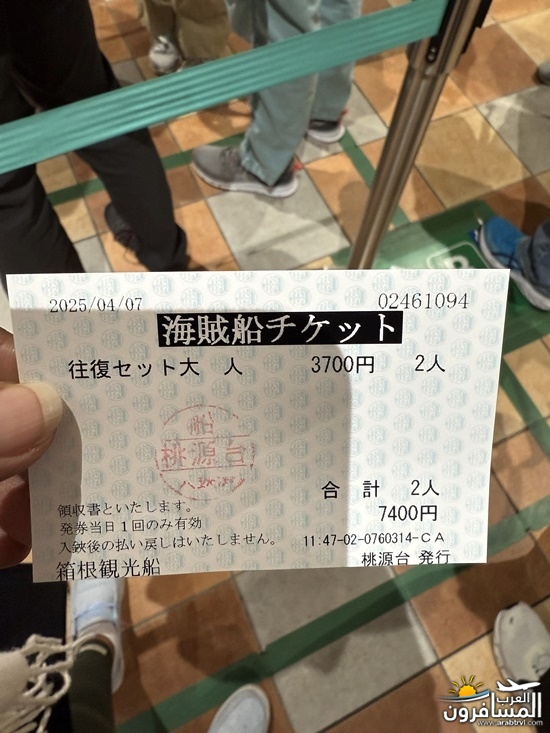 2025/04/07 02461094
海賊船チケット
往復セット大 人 3700円 2人
船
桃源台
合 計 2人
7400円
領収書といたします。
発券当日1回のみ有効
入鋏後の払い戻しはいたしません。 11:47-02-0760314-CA
箱根観光船 桃源台 発行
العرب
المسافرون
www.arabtrvl.com